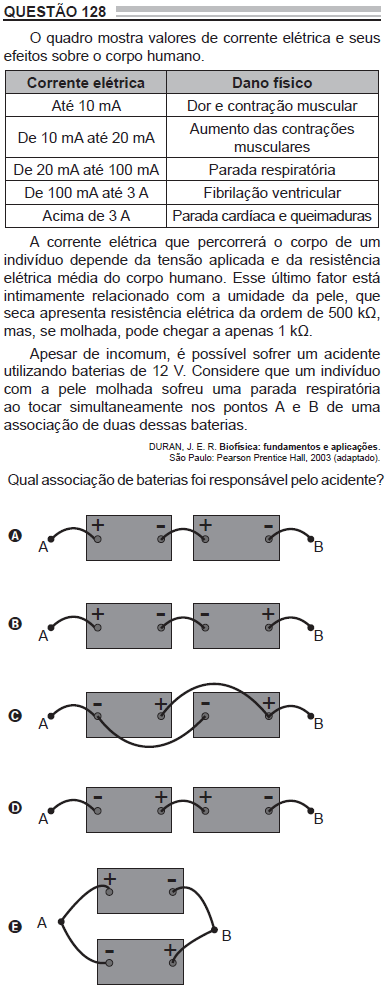 QUESTÃO 128
O quadro mostra valores de corrente elétrica e seus
efeitos sobre o corpo humano.
Corrente elétrica Dano físico
Até 10 mA Dor e contração muscular
De 10 mA até 20 mA Aumento das contrações
musculares
De 20 mA até 100 mA Parada respiratória
De 100 mA até 3 A Fibrilação ventricular
Acima de 3 A Parada cardíaca e queimaduras
A corrente elétrica que percorrerá o corpo de um
indivíduo depende da tensão aplicada e da resistência
elétrica média do corpo humano. Esse último fator está
intimamente relacionado com a umidade da pele, que
seca apresenta resistência elétrica da ordem de 500 kΩ,
mas, se molhada, pode chegar a apenas 1 kΩ.
Apesar de incomum, é possível sofrer um acidente
utilizando baterias de 12 V. Considere que um indivíduo
com a pele molhada sofreu uma parada respiratória
ao tocar simultaneamente nos pontos A e B de uma
associação de duas dessas baterias.
DURAN, J. E. R. Biofísica: fundamentos e aplicações.
São Paulo: Pearson Prentice Hall, 2003 (adaptado).
Qual associação de baterias foi responsável pelo acidente?
A A + - + - B
B A + - - + B
C A - + - + B
D A - + + - B
+ -
E A B
- +